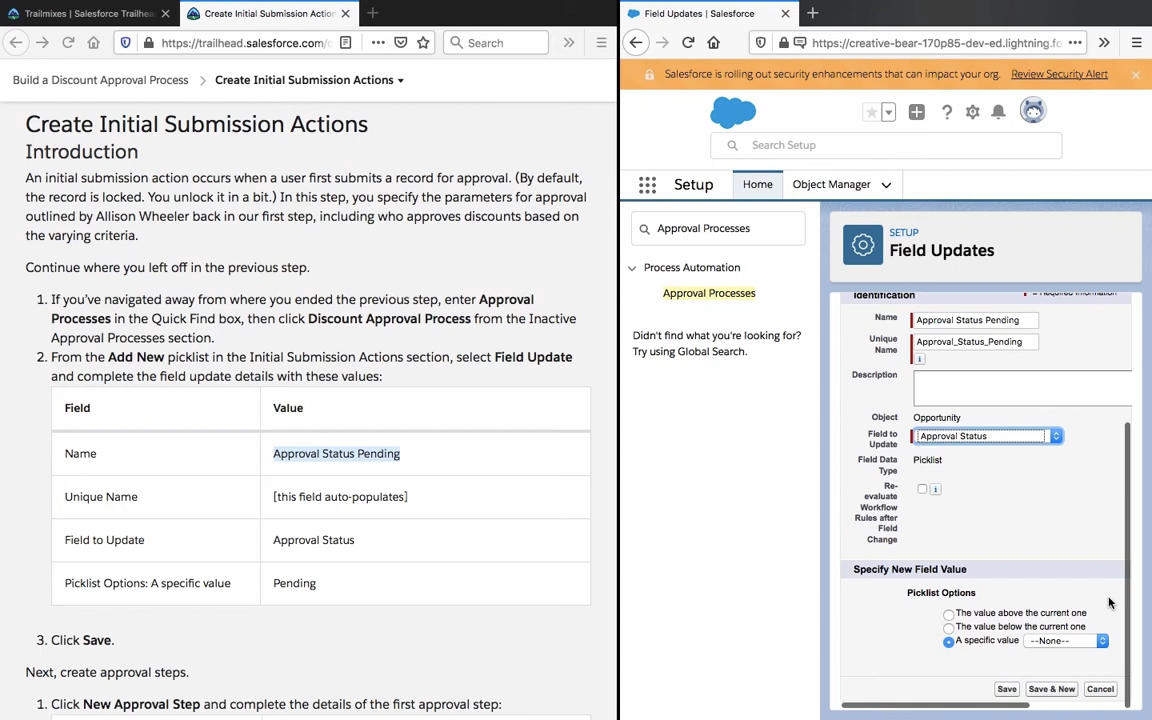 Trailmixes | Salesforce Trailhea
Create Initial Submission Action
https://trailhead.salesforce.com/c
Search
Build a Discount Approval Process > Create Initial Submission Actions
Create Initial Submission Actions
Introduction
An initial submission action occurs when a user first submits a record for approval. (By default,
the record is locked. You unlock it in a bit.) In this step, you specify the parameters for approval
outlined by Allison Wheeler back in our first step, including who approves discounts based on
the varying criteria.
Continue where you left off in the previous step.
1. If you've navigated away from where you ended the previous step, enter Approval
Processes in the Quick Find box, then click Discount Approval Process from the Inactive
Approval Processes section.
2. From the Add New picklist in the Initial Submission Actions section, select Field Update
and complete the field update details with these values:
Field Value
Name Approval Status Pending
Unique Name [this field auto-populates]
Field to Update Approval Status
Picklist Options: A specific value Pending
3. Click Save.
Next, create approval steps.
1. Click New Approval Step and complete the details of the first approval step:
Field Updates | Salesforce
https://creative-bear-170p85-dev-ed.lightning.fo
Salesforce is rolling out security enhancements that can impact your org. Review Security Alert
Search Setup
Setup Home Object Manager
Approval Processes
Process Automation
Approval Processes
Didn't find what you're looking for?
Try using Global Search.
SETUP
Field Updates
Identification = Required Information
Name Approval Status Pending
Unique
Name
Approval_Status_Pending
Description
Object Opportunity
Field to
Update
Approval Status
Field Data
Type
Picklist
Re-
evaluate
Workflow
Rules after
Field
Change
Specify New Field Value
Picklist Options
The value above the current one
The value below the current one
A specific value --None--
Save Save & New Cancel